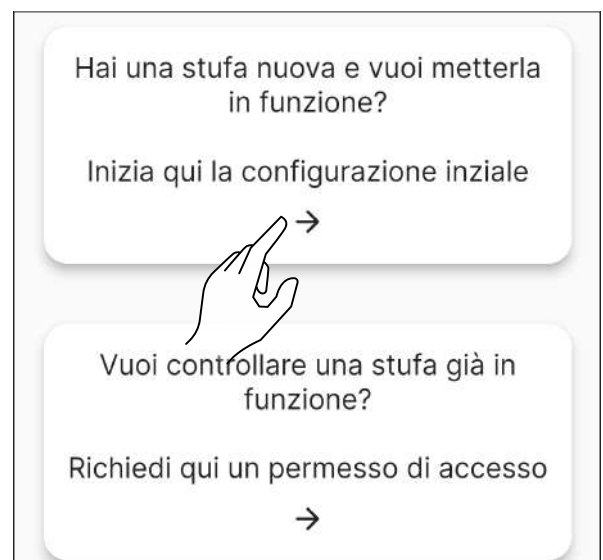 Hai una stufa nuova e vuoi metterla
in funzione?
Inizia qui la configurazione inziale
→
Vuoi controllare una stufa già in
funzione?
Richiedi qui un permesso di accesso
→